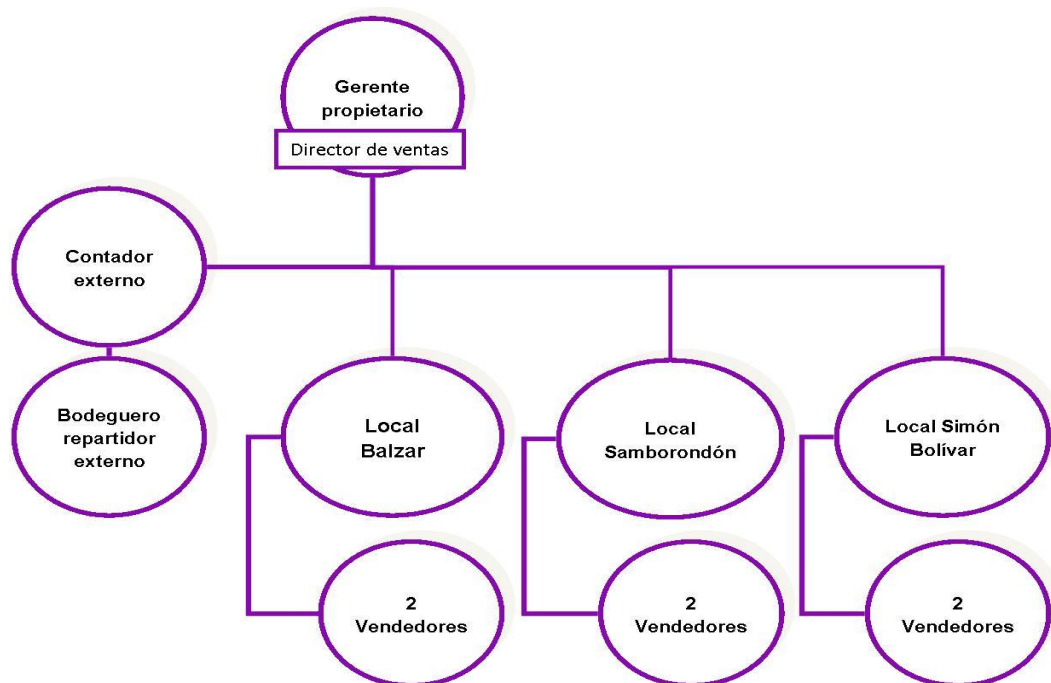 Gerente
propietario
Director de ventas
Contador
externo
Bodeguero
repartidor
externo
Local
Balzar
Local
Samborondón
Local Simón
Bolívar
2
Vendedores
2
Vendedores
2
Vendedores